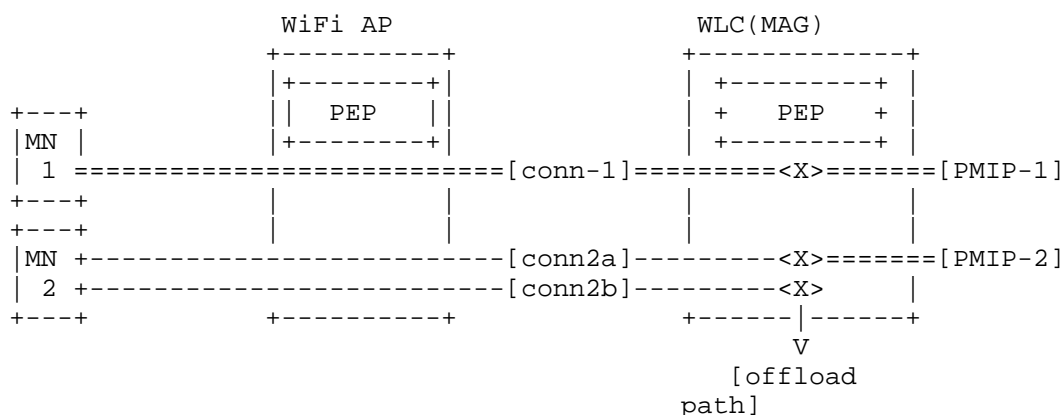 WiFi AP WLC(MAG)
PEP PEP
MN
1 [conn-1] <X> [PMIP-1]
MN [conn2a] <X> [PMIP-2]
2 [conn2b] <X>
V
[offload
path]